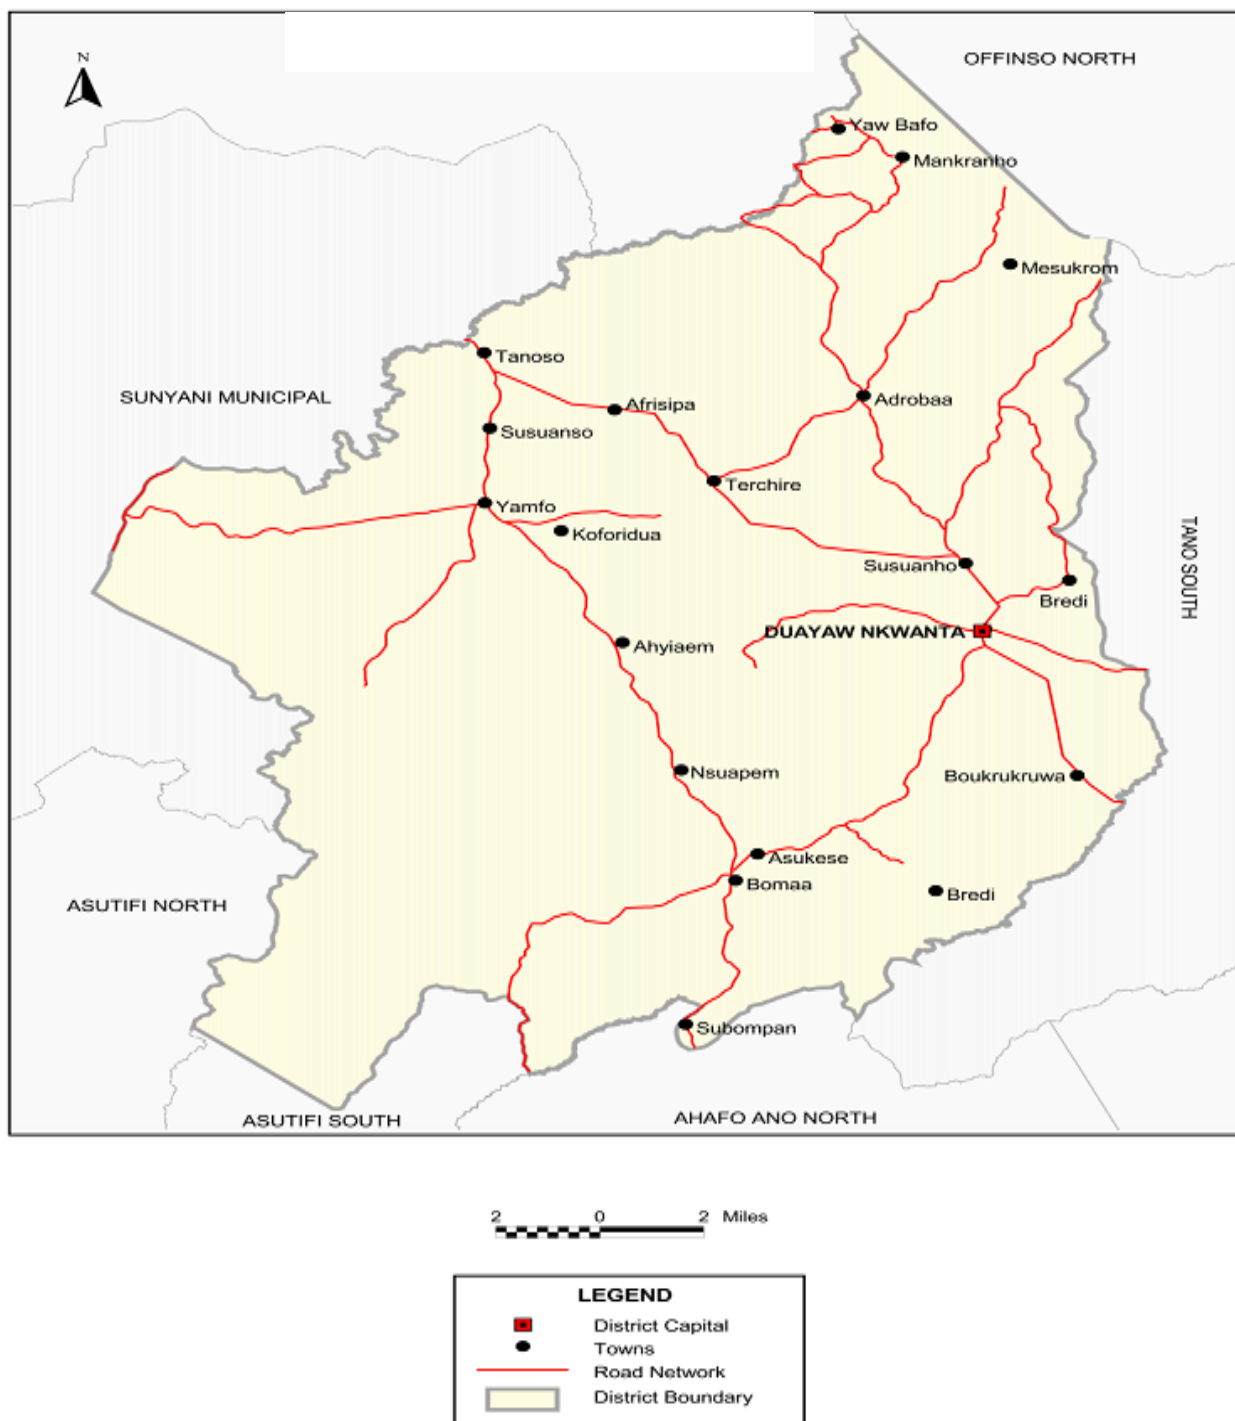 N
OFFINSO NORTH
Yaw Bafo
Mankranho
Mesukrom
Tanoso
SUNYANI MUNICIPAL
Afrisipa
Adrobaa
Susuanso
Terchire
Yamfo
Koforidua
TANO SOUTH
Susuanho
Bredi
DUAYAW NKWANTA
Ahyiaem
Nsuapem
Boukrukruwa
Asukese
Bomaa
Bredi
ASUTIFI NORTH
Subompan
ASUTIFI SOUTH
AHAFO ANO NORTH
2 0 2 Miles
LEGEND
District Capital
Towns
Road Network
District Boundary